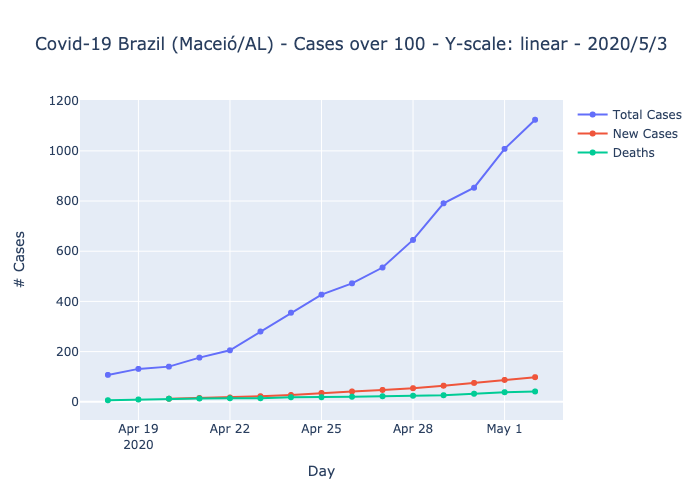 Covid-19 Brazil (Maceió/AL) - Cases over 100 - Y-scale: linear - 2020/5/3
1200
1000
800
600
400
200
0
# Cases
Apr 19
2020
Apr 22
Apr 25
Apr 28
May 1
Day
Total Cases
New Cases
Deaths